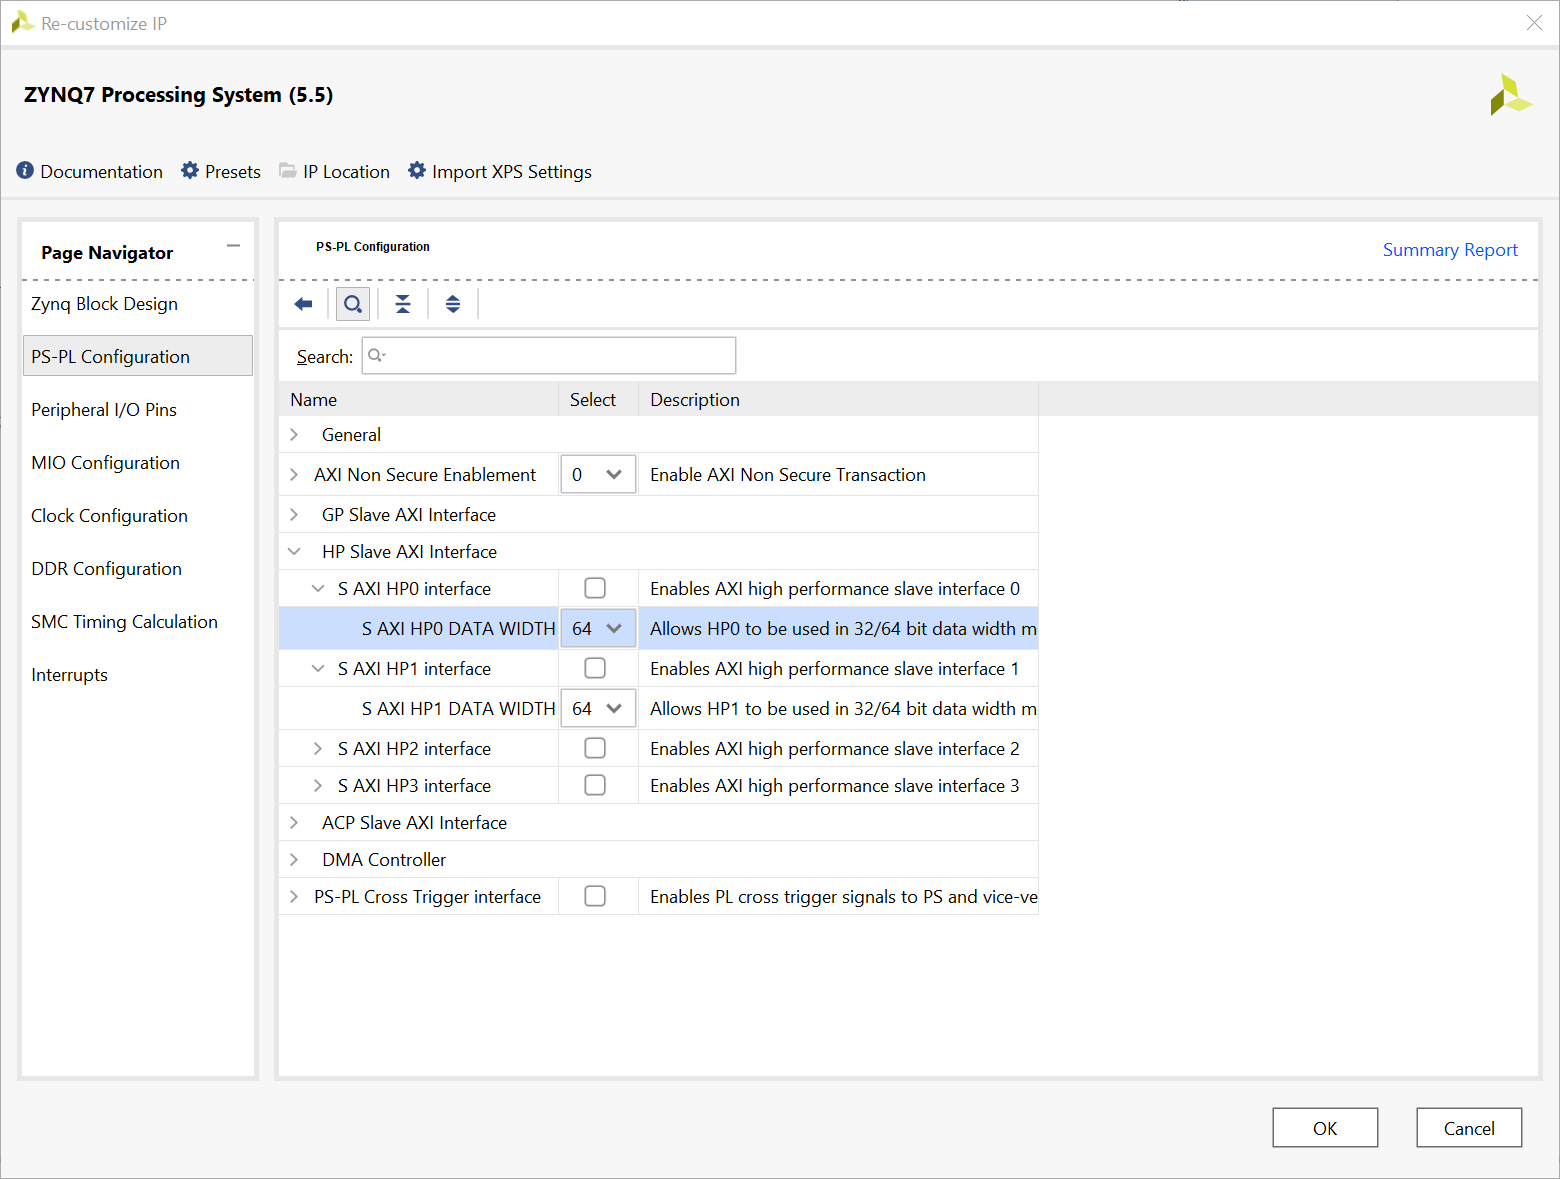 Re-customize IP
ZYNQ7 Processing System (5.5)
Documentation Presets IP Location Import XPS Settings
Page Navigator
Zynq Block Design
PS-PL Configuration
Peripheral I/O Pins
MIO Configuration
Clock Configuration
DDR Configuration
SMC Timing Calculation
Interrupts
PS-PL Configuration
Summary Report
Search:
Name Select Description
General
AXI Non Secure Enablement 0 Enable AXI Non Secure Transaction
GP Slave AXI Interface
HP Slave AXI Interface
S AXI HP0 interface Enables AXI high performance slave interface 0
S AXI HP0 DATA WIDTH 64 Allows HP0 to be used in 32/64 bit data width m
S AXI HP1 interface Enables AXI high performance slave interface 1
S AXI HP1 DATA WIDTH 64 Allows HP1 to be used in 32/64 bit data width m
S AXI HP2 interface Enables AXI high performance slave interface 2
S AXI HP3 interface Enables AXI high performance slave interface 3
ACP Slave AXI Interface
DMA Controller
PS-PL Cross Trigger interface Enables PL cross trigger signals to PS and vice-ve
OK Cancel